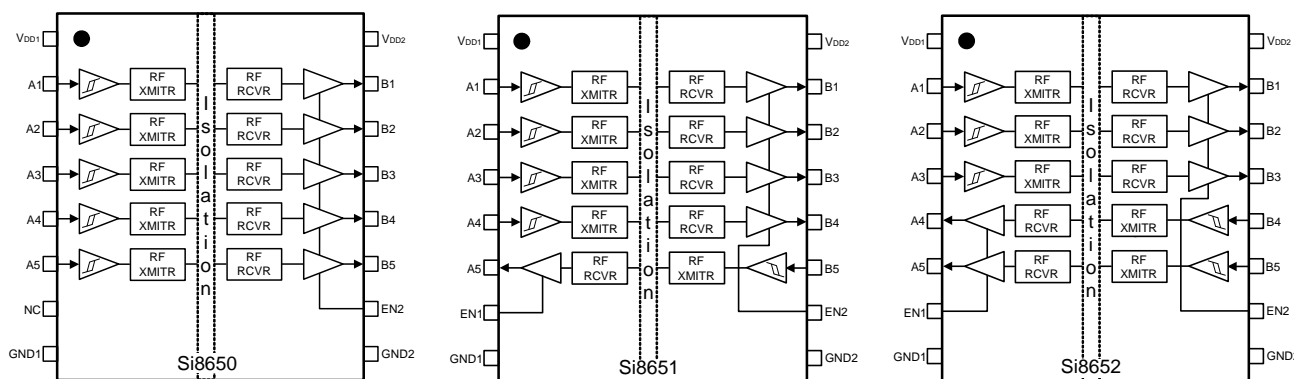 VDD1
VDD2
A1
RF XMITR
RF RCVR
B1
A2
RF XMITR
RF RCVR
B2
A3
RF XMITR
RF RCVR
B3
A4
RF XMITR
RF RCVR
B4
A5
RF XMITR
RF RCVR
B5
Isolation
NC
EN2
GND1
GND2
Si8650
VDD1
VDD2
A1
RF XMITR
RF RCVR
B1
A2
RF XMITR
RF RCVR
B2
A3
RF XMITR
RF RCVR
B3
A4
RF XMITR
RF RCVR
B4
A5
RF RCVR
RF XMITR
B5
Isolation
EN1
EN2
GND1
GND2
Si8651
VDD1
VDD2
A1
RF XMITR
RF RCVR
B1
A2
RF XMITR
RF RCVR
B2
A3
RF XMITR
RF RCVR
B3
A4
RF RCVR
RF XMITR
B4
A5
RF RCVR
RF XMITR
B5
Isolation
EN1
EN2
GND1
GND2
Si8652